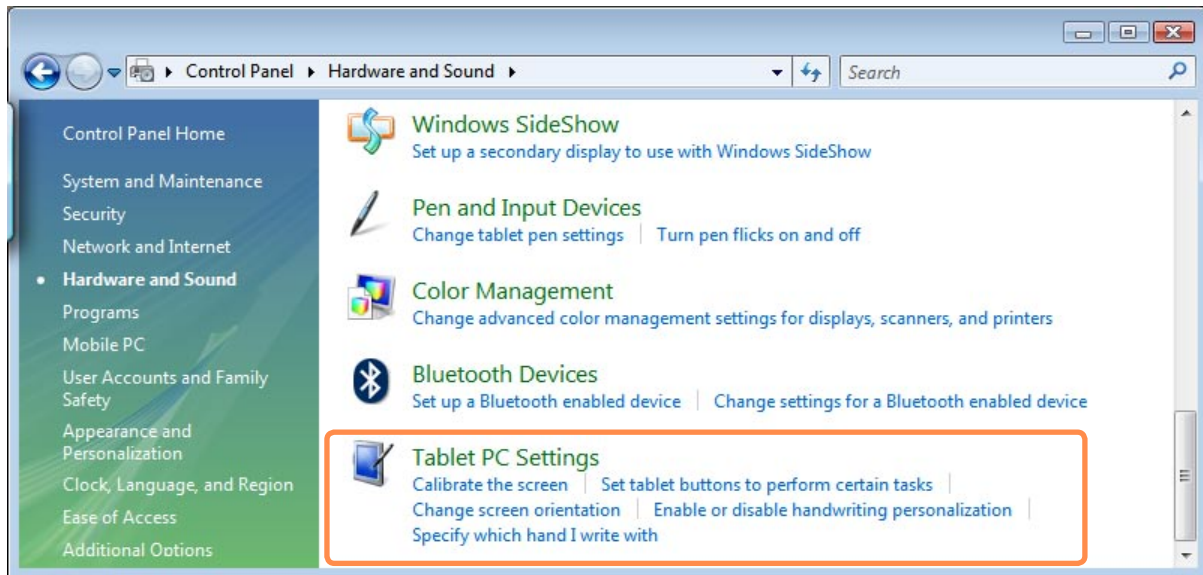 Control Panel
Hardware and Sound
Search
Control Panel Home
System and Maintenance
Security
Network and Internet
Hardware and Sound
Programs
Mobile PC
User Accounts and Family
Safety
Appearance and
Personalization
Clock, Language, and Region
Ease of Access
Additional Options
Windows SideShow
Set up a secondary display to use with Windows SideShow
Pen and Input Devices
Change tablet pen settings
Turn pen flicks on and off
Color Management
Change advanced color management settings for displays, scanners, and printers
Bluetooth Devices
Set up a Bluetooth enabled device
Change settings for a Bluetooth enabled device
Tablet PC Settings
Calibrate the screen
Set tablet buttons to perform certain tasks
Change screen orientation
Enable or disable handwriting personalization
Specify which hand I write with